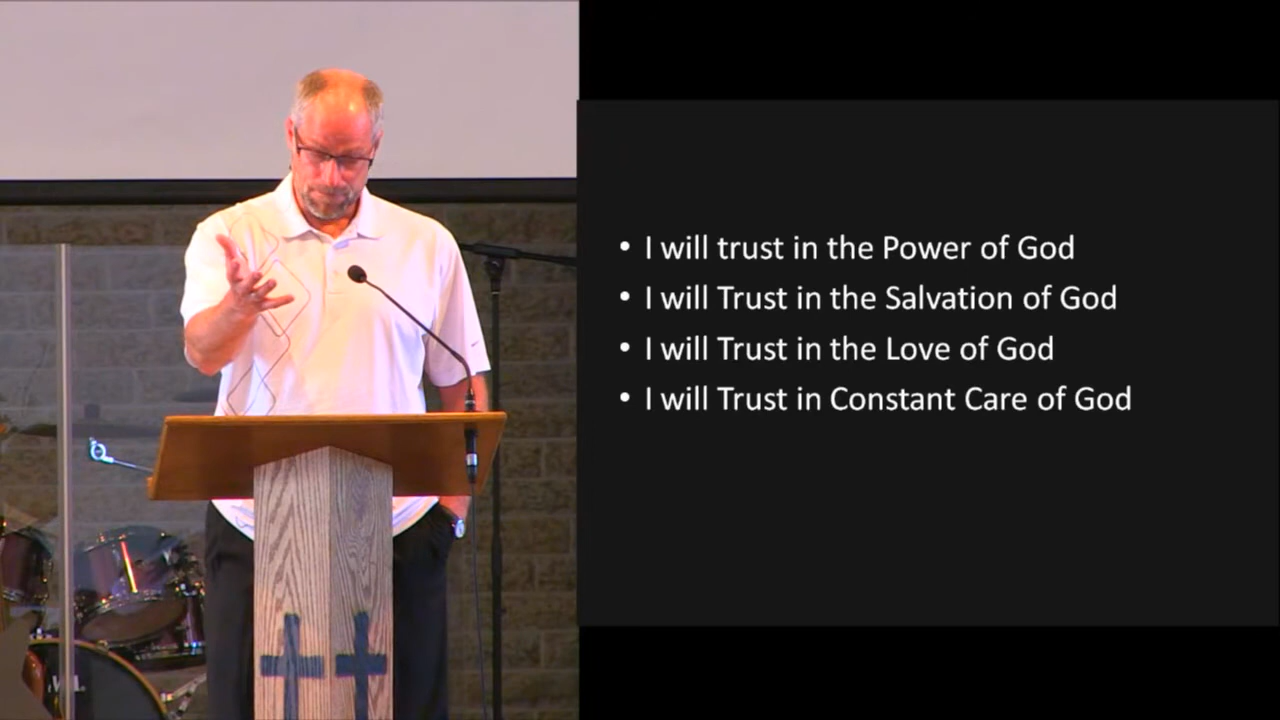 • I will trust in the Power of God
• I will Trust in the Salvation of God
• I will Trust in the Love of God
• I will Trust in Constant Care of God